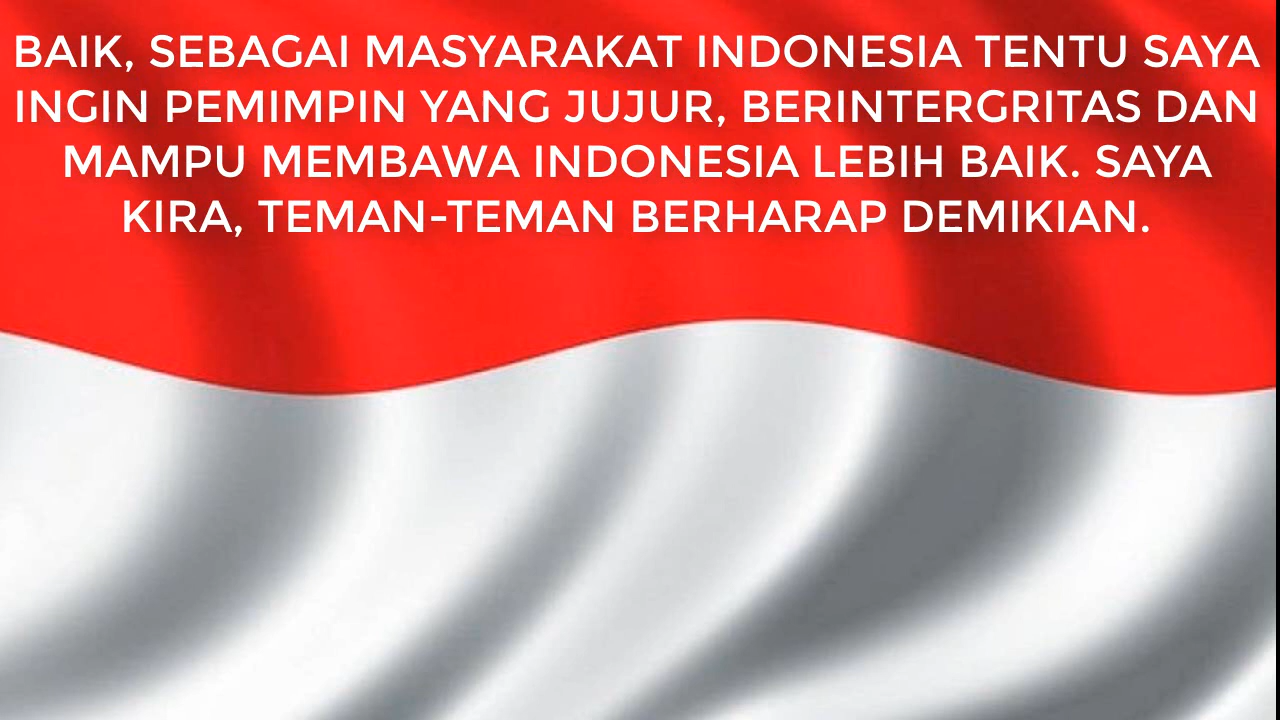 BAIK, SEBAGAI MASYARAKAT INDONESIA TENTU SAYA
INGIN PEMIMPIN YANG JUJUR, BERINTERGRITAS DAN
MAMPU MEMBAWA INDONESIA LEBIH BAIK. SAYA
KIRA, TEMAN-TEMAN BERHARAP DEMIKIAN.